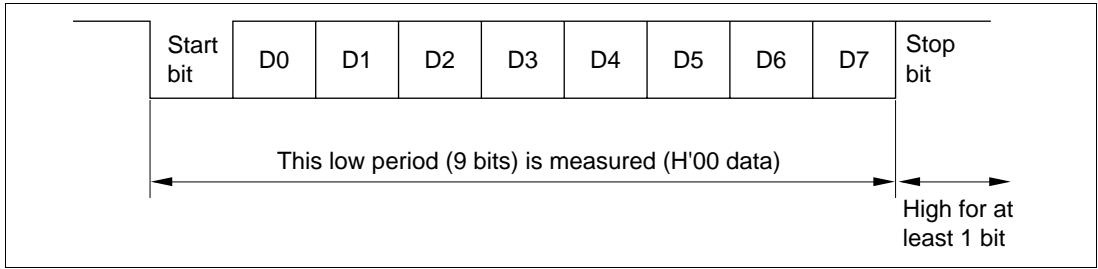 Start
bit
D0 D1 D2 D3 D4 D5 D6 D7
Stop
bit
This low period (9 bits) is measured (H'00 data)
High for at
least 1 bit